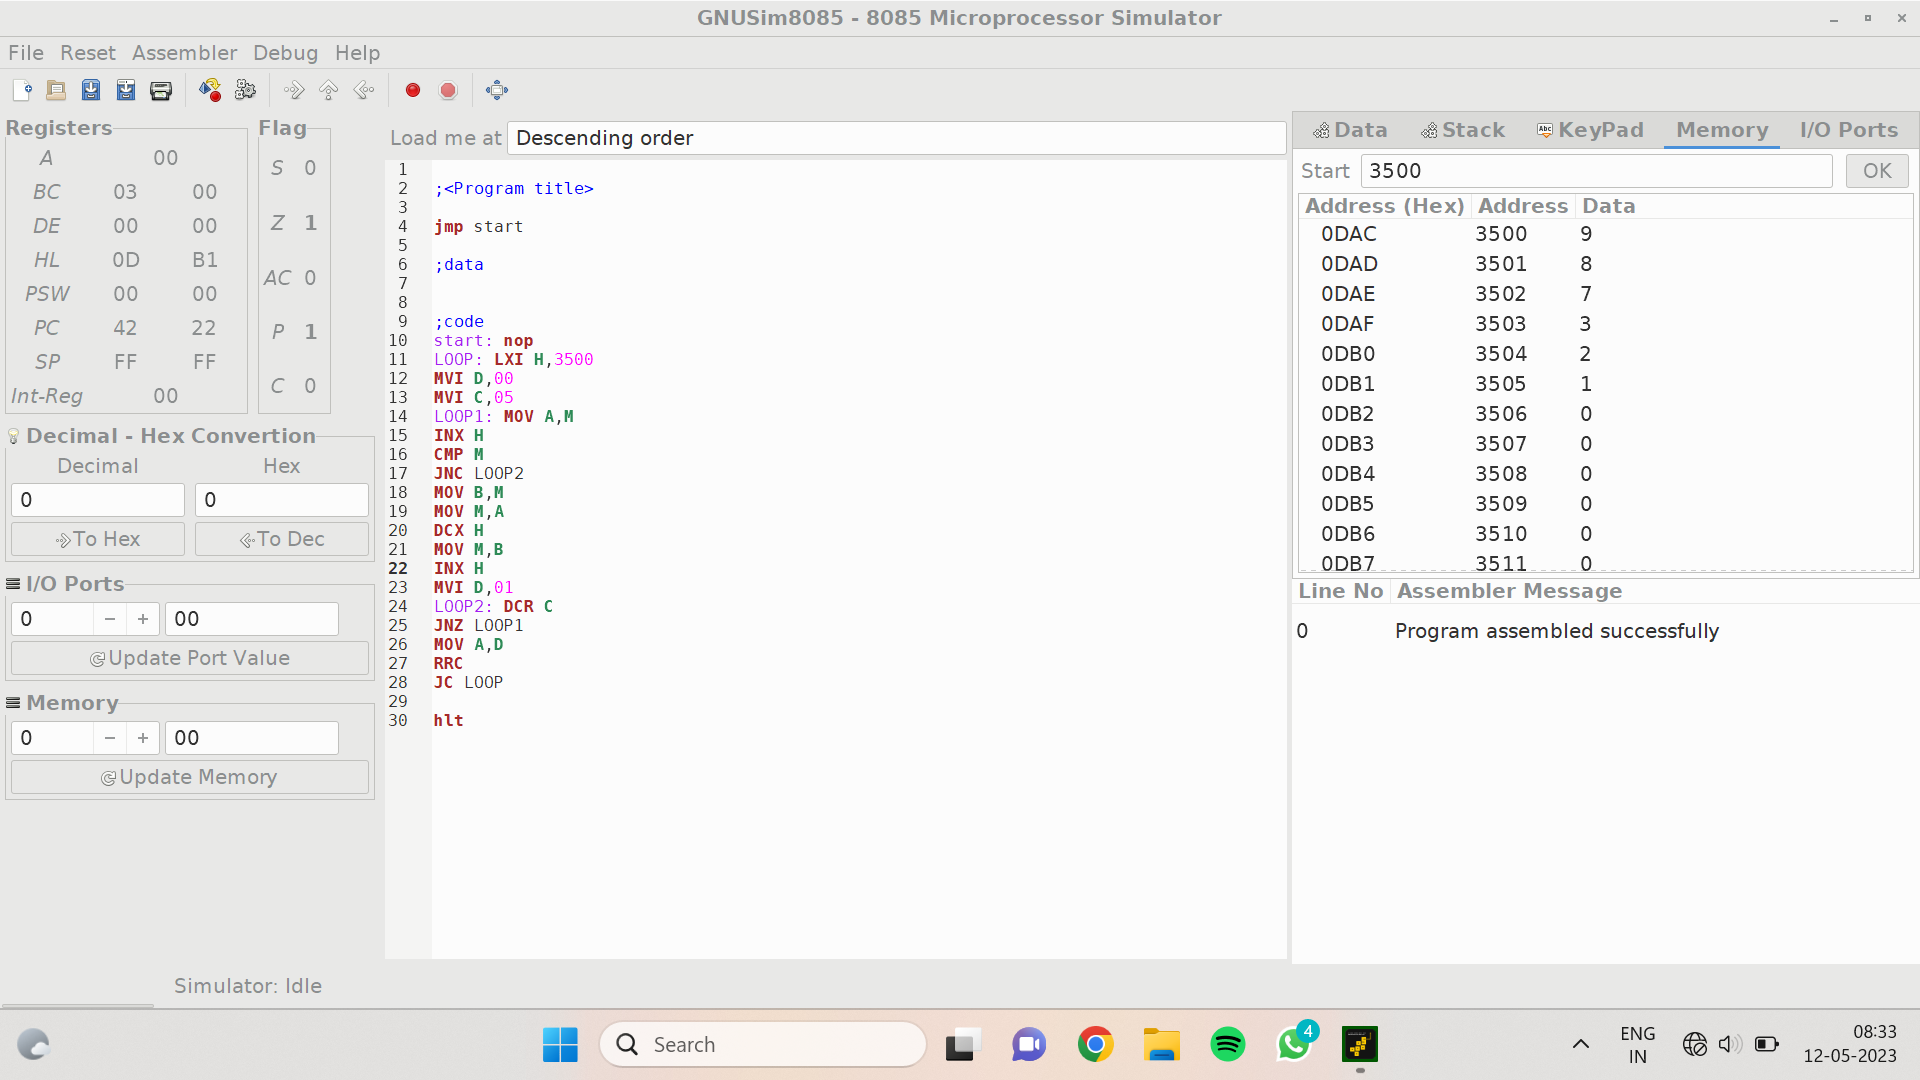 GNUSim8085 - 8085 Microprocessor Simulator
File Reset Assembler Debug Help
Registers
A 00
BC 03 00
DE 00 00
HL 0D B1
PSW 00 00
PC 42 22
SP FF FF
Int-Reg 00
Flag
S 0
Z 1
AC 0
P 1
C 0
Decimal - Hex Convertion
Decimal Hex
0 0
To Hex To Dec
I/O Ports
0 − + 00
Update Port Value
Memory
0 − + 00
Update Memory
Load me at Descending order
1
2 ;<Program title>
3
4 jmp start
5
6 ;data
7
8
9 ;code
10 start: nop
11 LOOP: LXI H,3500
12 MVI D,00
13 MVI C,05
14 LOOP1: MOV A,M
15 INX H
16 CMP M
17 JNC LOOP2
18 MOV B,M
19 MOV M,A
20 DCX H
21 MOV M,B
22 INX H
23 MVI D,01
24 LOOP2: DCR C
25 JNZ LOOP1
26 MOV A,D
27 RRC
28 JC LOOP
29
30 hlt
Data Stack Abc KeyPad Memory I/O Ports
Start 3500 OK
Address (Hex) Address Data
0DAC 3500 9
0DAD 3501 8
0DAE 3502 7
0DAF 3503 3
0DB0 3504 2
0DB1 3505 1
0DB2 3506 0
0DB3 3507 0
0DB4 3508 0
0DB5 3509 0
0DB6 3510 0
0DB7 3511 0
Line No Assembler Message
0 Program assembled successfully
Simulator: Idle
Search
4
ENG
IN
08:33
12-05-2023